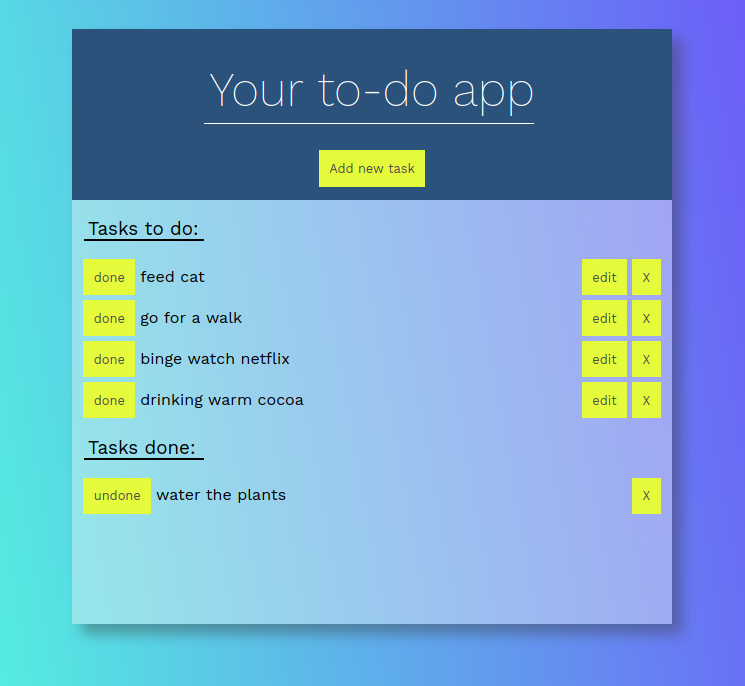 Your to-do app
Add new task
Tasks to do:
done feed cat edit X
done go for a walk edit X
done binge watch netflix edit X
done drinking warm cocoa edit X
Tasks done:
undone water the plants X